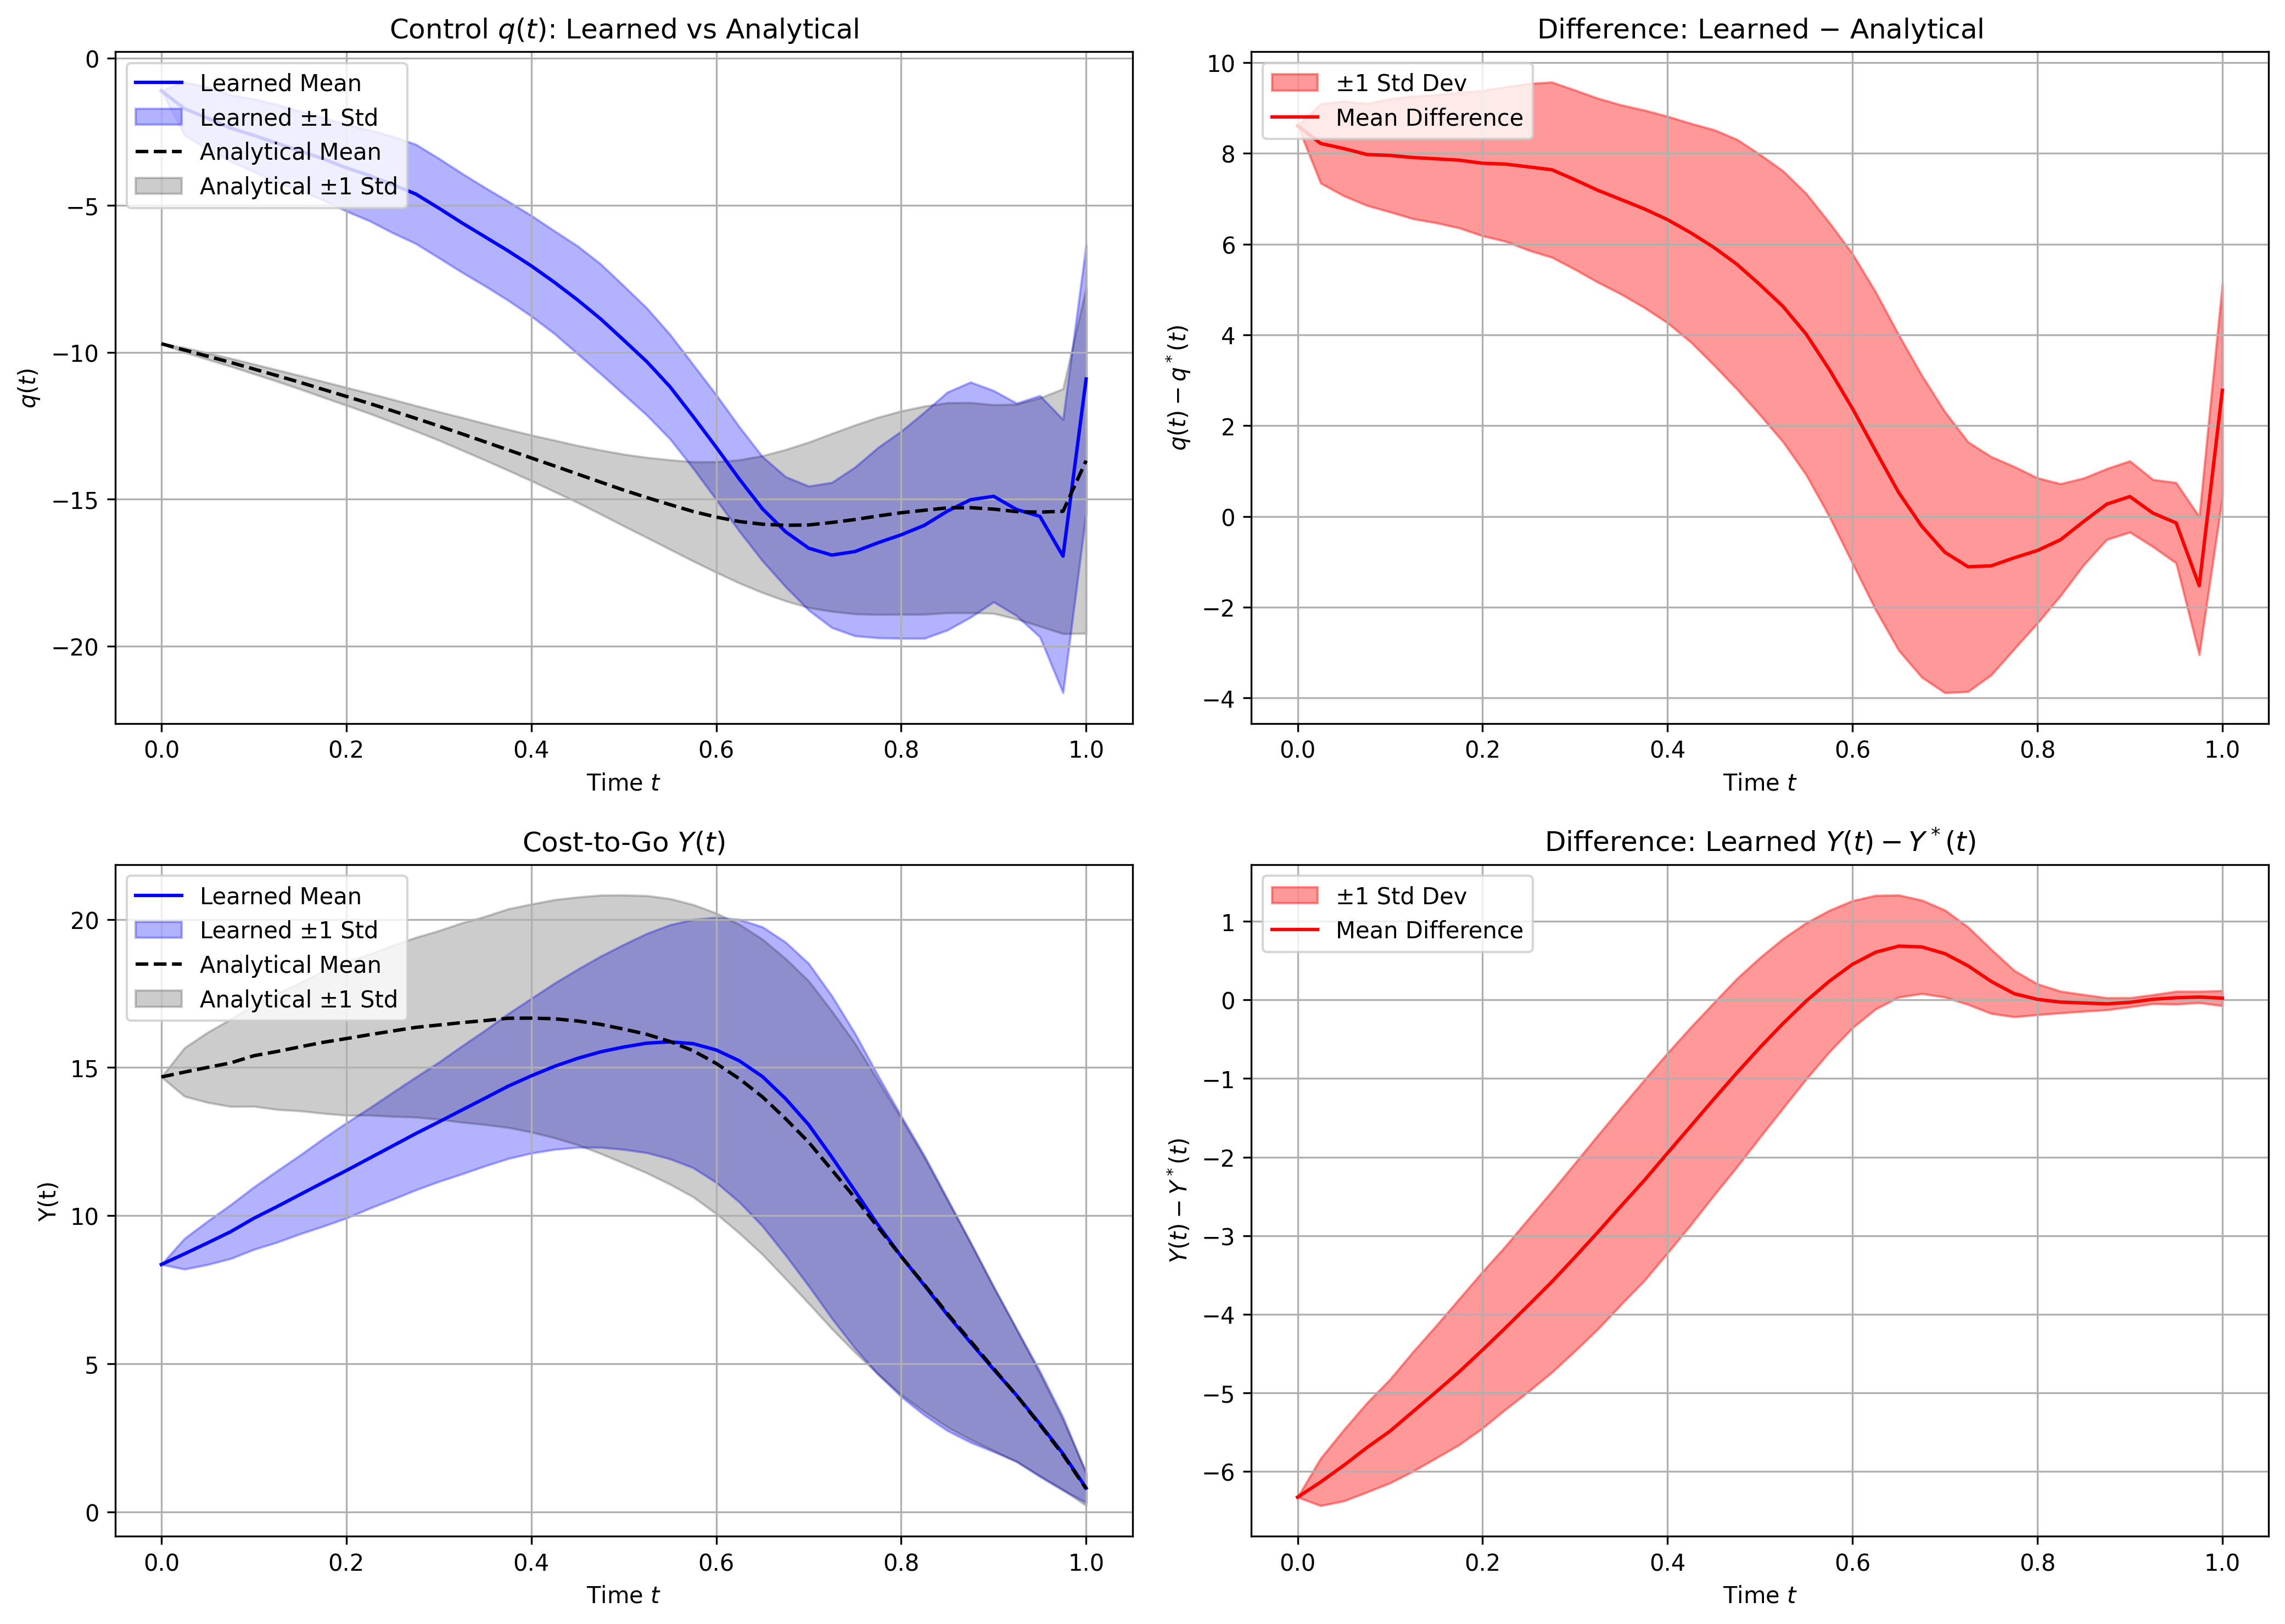 Control q(t): Learned vs Analytical
0
−5
−10
−15
−20
q(t)
Learned Mean
Learned ±1 Std
Analytical Mean
Analytical ±1 Std
0.0 0.2 0.4 0.6 0.8 1.0
Time t
Difference: Learned − Analytical
10
8
6
4
2
0
−2
−4
q(t) − q*(t)
±1 Std Dev
Mean Difference
0.0 0.2 0.4 0.6 0.8 1.0
Time t
Cost-to-Go Y(t)
20
15
10
5
0
Y(t)
Learned Mean
Learned ±1 Std
Analytical Mean
Analytical ±1 Std
0.0 0.2 0.4 0.6 0.8 1.0
Time t
Difference: Learned Y(t) − Y*(t)
1
0
−1
−2
−3
−4
−5
−6
Y(t) − Y*(t)
±1 Std Dev
Mean Difference
0.0 0.2 0.4 0.6 0.8 1.0
Time t